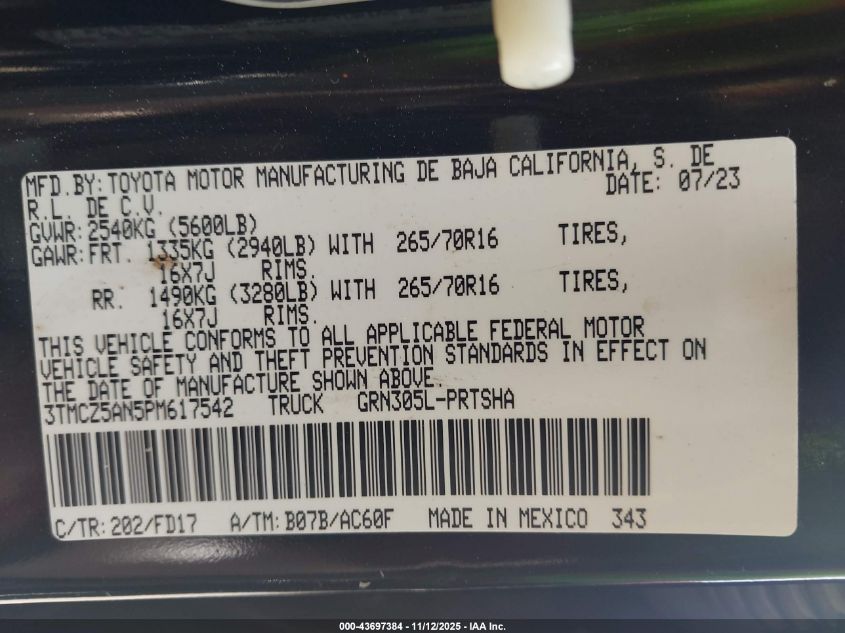 MFD.BY: TOYOTA MOTOR MANUFACTURING DE BAJA CALIFORNIA, S. DE
R.L. DE C.V. DATE: 07/23
GVWR: 2540KG (5600LB)
GAWR: FRT. 1335KG (2940LB) WITH 265/70R16 TIRES,
16X7J RIMS.
RR. 1490KG (3280LB) WITH 265/70R16 TIRES,
16X7J RIMS.
THIS VEHICLE CONFORMS TO ALL APPLICABLE FEDERAL MOTOR
VEHICLE SAFETY AND THEFT PREVENTION STANDARDS IN EFFECT ON
THE DATE OF MANUFACTURE SHOWN ABOVE.
3TMCZ5AN5PM617542 TRUCK GRN305L-PRTSHA
C/TR: 202/FD17 A/TM: B07B/AC60F MADE IN MEXICO 343
000-43697384 - 11/12/2025 - IAA Inc.